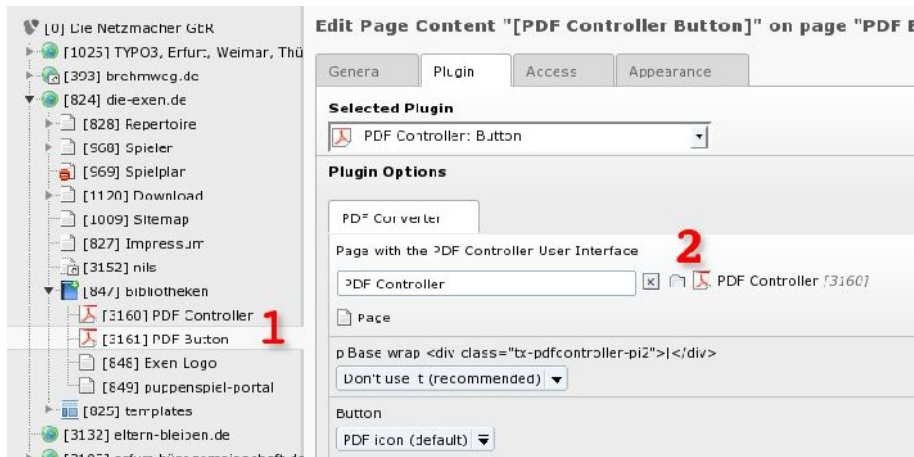 [0] Die Netzmacher GbR
[1025] TYPO3, Erfurt, Weimar, Thü
[393] brehmweg.de
[824] die-exen.de
[828] Repertoire
[968] Spieler
[969] Spielplan
[1120] Download
[1009] Sitemap
[827] Impressum
[3152] nils
[847] Bibliotheken
[3160] PDF Controller
1
[3161] PDF Button
[848] Exen Logo
[849] puppenspiel-portal
[825] templates
[3132] eltern-bleiben.de
Edit Page Content "[PDF Controller Button]" on page "PDF B
General
Plugin
Access
Appearance
Selected Plugin
PDF Controller: Button
Plugin Options
PDF Converter
2
Page with the PDF Controller User Interface
PDF Controller
PDF Controller [3160]
Page
pBase wrap <div class="tx-pdfcontroller-pi2">|</div>
Don't use it (recommended)
Button
PDF icon (default)